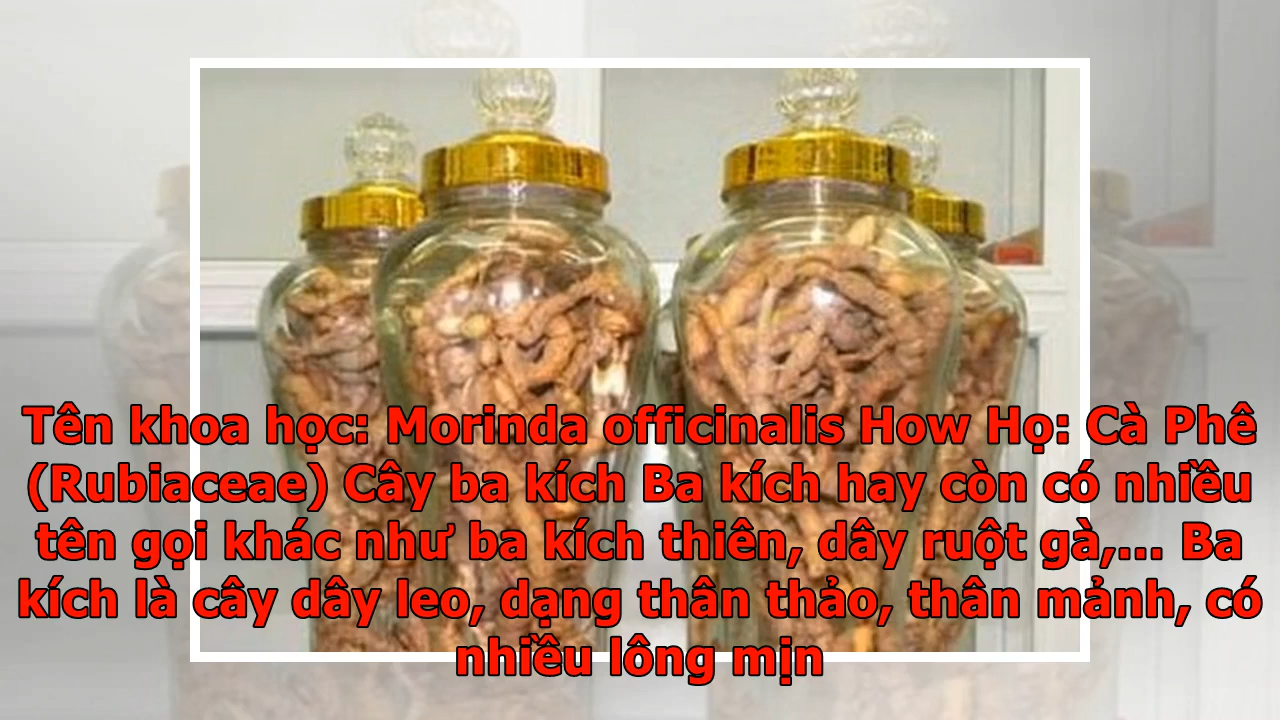 Tên khoa học: Morinda officinalis How Họ: Cà Phê
(Rubiaceae) Cây ba kích Ba kích hay còn có nhiều
tên gọi khác như ba kích thiên, dây ruột gà,... Ba
kích là cây dây leo, dạng thân thảo, thân mảnh, có
nhiều lông mịn